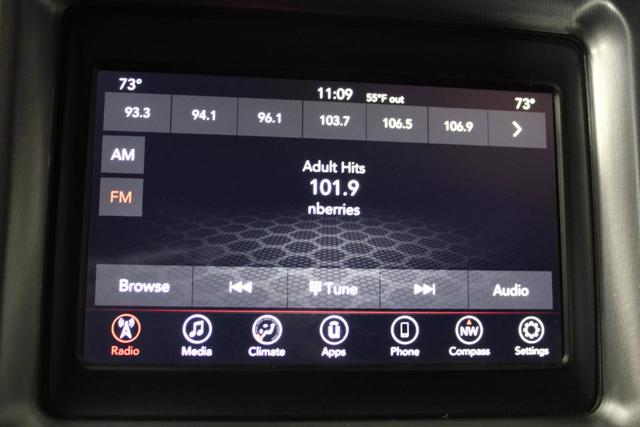 73° 11:09 55°F out 73°
93.3 94.1 96.1 103.7 106.5 106.9
AM
FM
Adult Hits
101.9
nberries
Browse Tune Audio
Radio Media Climate Apps Phone NW Compass Settings